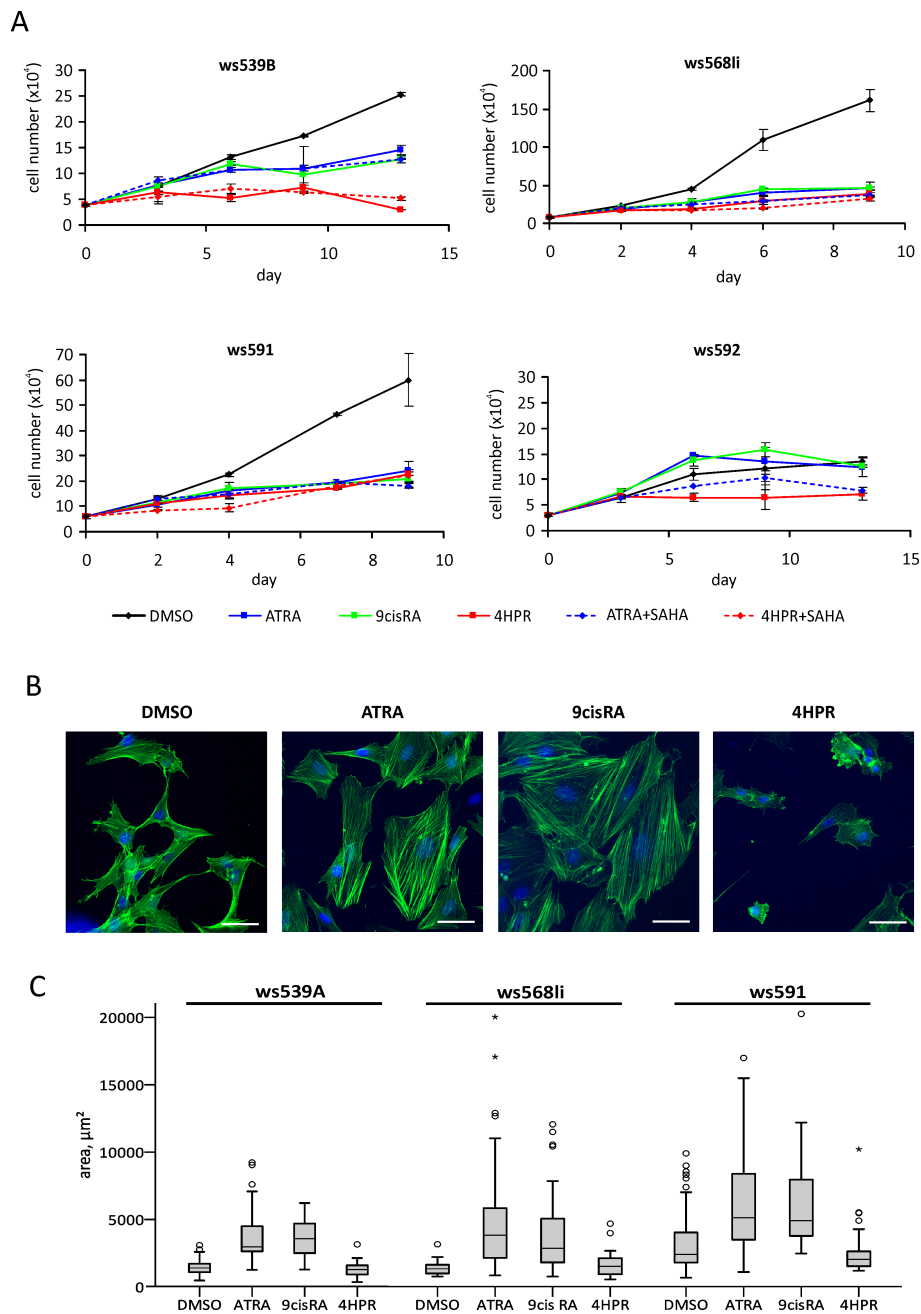 A
ws539B
cell number (x10⁴)
30
25
20
15
10
5
0
0 5 10 15
day
ws568li
cell number (x10⁴)
200
150
100
50
0
0 2 4 6 8 10
day
ws591
cell number (x10⁴)
70
60
50
40
30
20
10
0
0 2 4 6 8 10
day
ws592
cell number (x10⁴)
30
25
20
15
10
5
0
0 5 10 15
day
DMSO ATRA 9cisRA 4HPR ATRA+SAHA 4HPR+SAHA
B
DMSO ATRA 9cisRA 4HPR
C
ws539A ws568li ws591
area, µm²
20000
15000
10000
5000
0
DMSO ATRA 9cisRA 4HPR DMSO ATRA 9cis RA 4HPR DMSO ATRA 9cisRA 4HPR